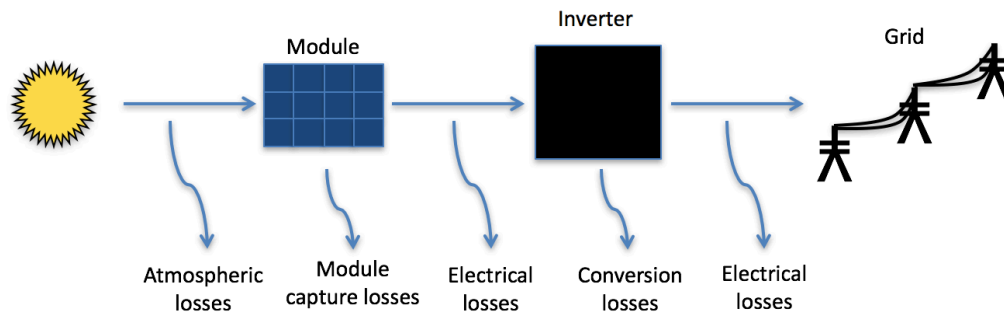 Module
Inverter
Grid
Atmospheric
losses
Module
capture losses
Electrical
losses
Conversion
losses
Electrical
losses